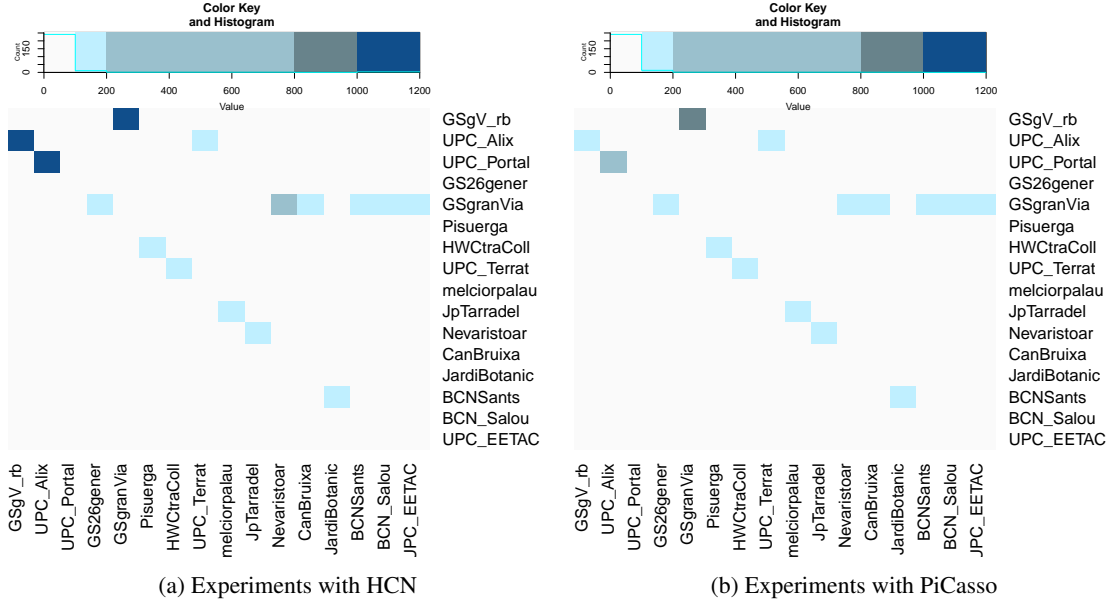 Color Key
and Histogram
Count
0 150
0 200 400 600 800 1000 1200
Value
GSgV_rb
UPC_Alix
UPC_Portal
GS26gener
GSgranVia
Pisuerga
HWCtraColl
UPC_Terrat
melciorpalau
JpTarradel
Nevaristoar
CanBruixa
JardiBotanic
BCNSants
BCN_Salou
UPC_EETAC
GSgV_rb
UPC_Alix
UPC_Portal
GS26gener
GSgranVia
Pisuerga
HWCtraColl
UPC_Terrat
melciorpalau
JpTarradel
Nevaristoar
CanBruixa
JardiBotanic
BCNSants
BCN_Salou
JPC_EETAC
(a) Experiments with HCN
Color Key
and Histogram
Count
0 150
0 200 400 600 800 1000 1200
Value
GSgV_rb
UPC_Alix
UPC_Portal
GS26gener
GSgranVia
Pisuerga
HWCtraColl
UPC_Terrat
melciorpalau
JpTarradel
Nevaristoar
CanBruixa
JardiBotanic
BCNSants
BCN_Salou
UPC_EETAC
GSgV_rb
UPC_Alix
UPC_Portal
GS26gener
GSgranVia
Pisuerga
HWCtraColl
UPC_Terrat
melciorpalau
JpTarradel
Nevaristoar
CanBruixa
JardiBotanic
BCNSants
BCN_Salou
JPC_EETAC
(b) Experiments with PiCasso